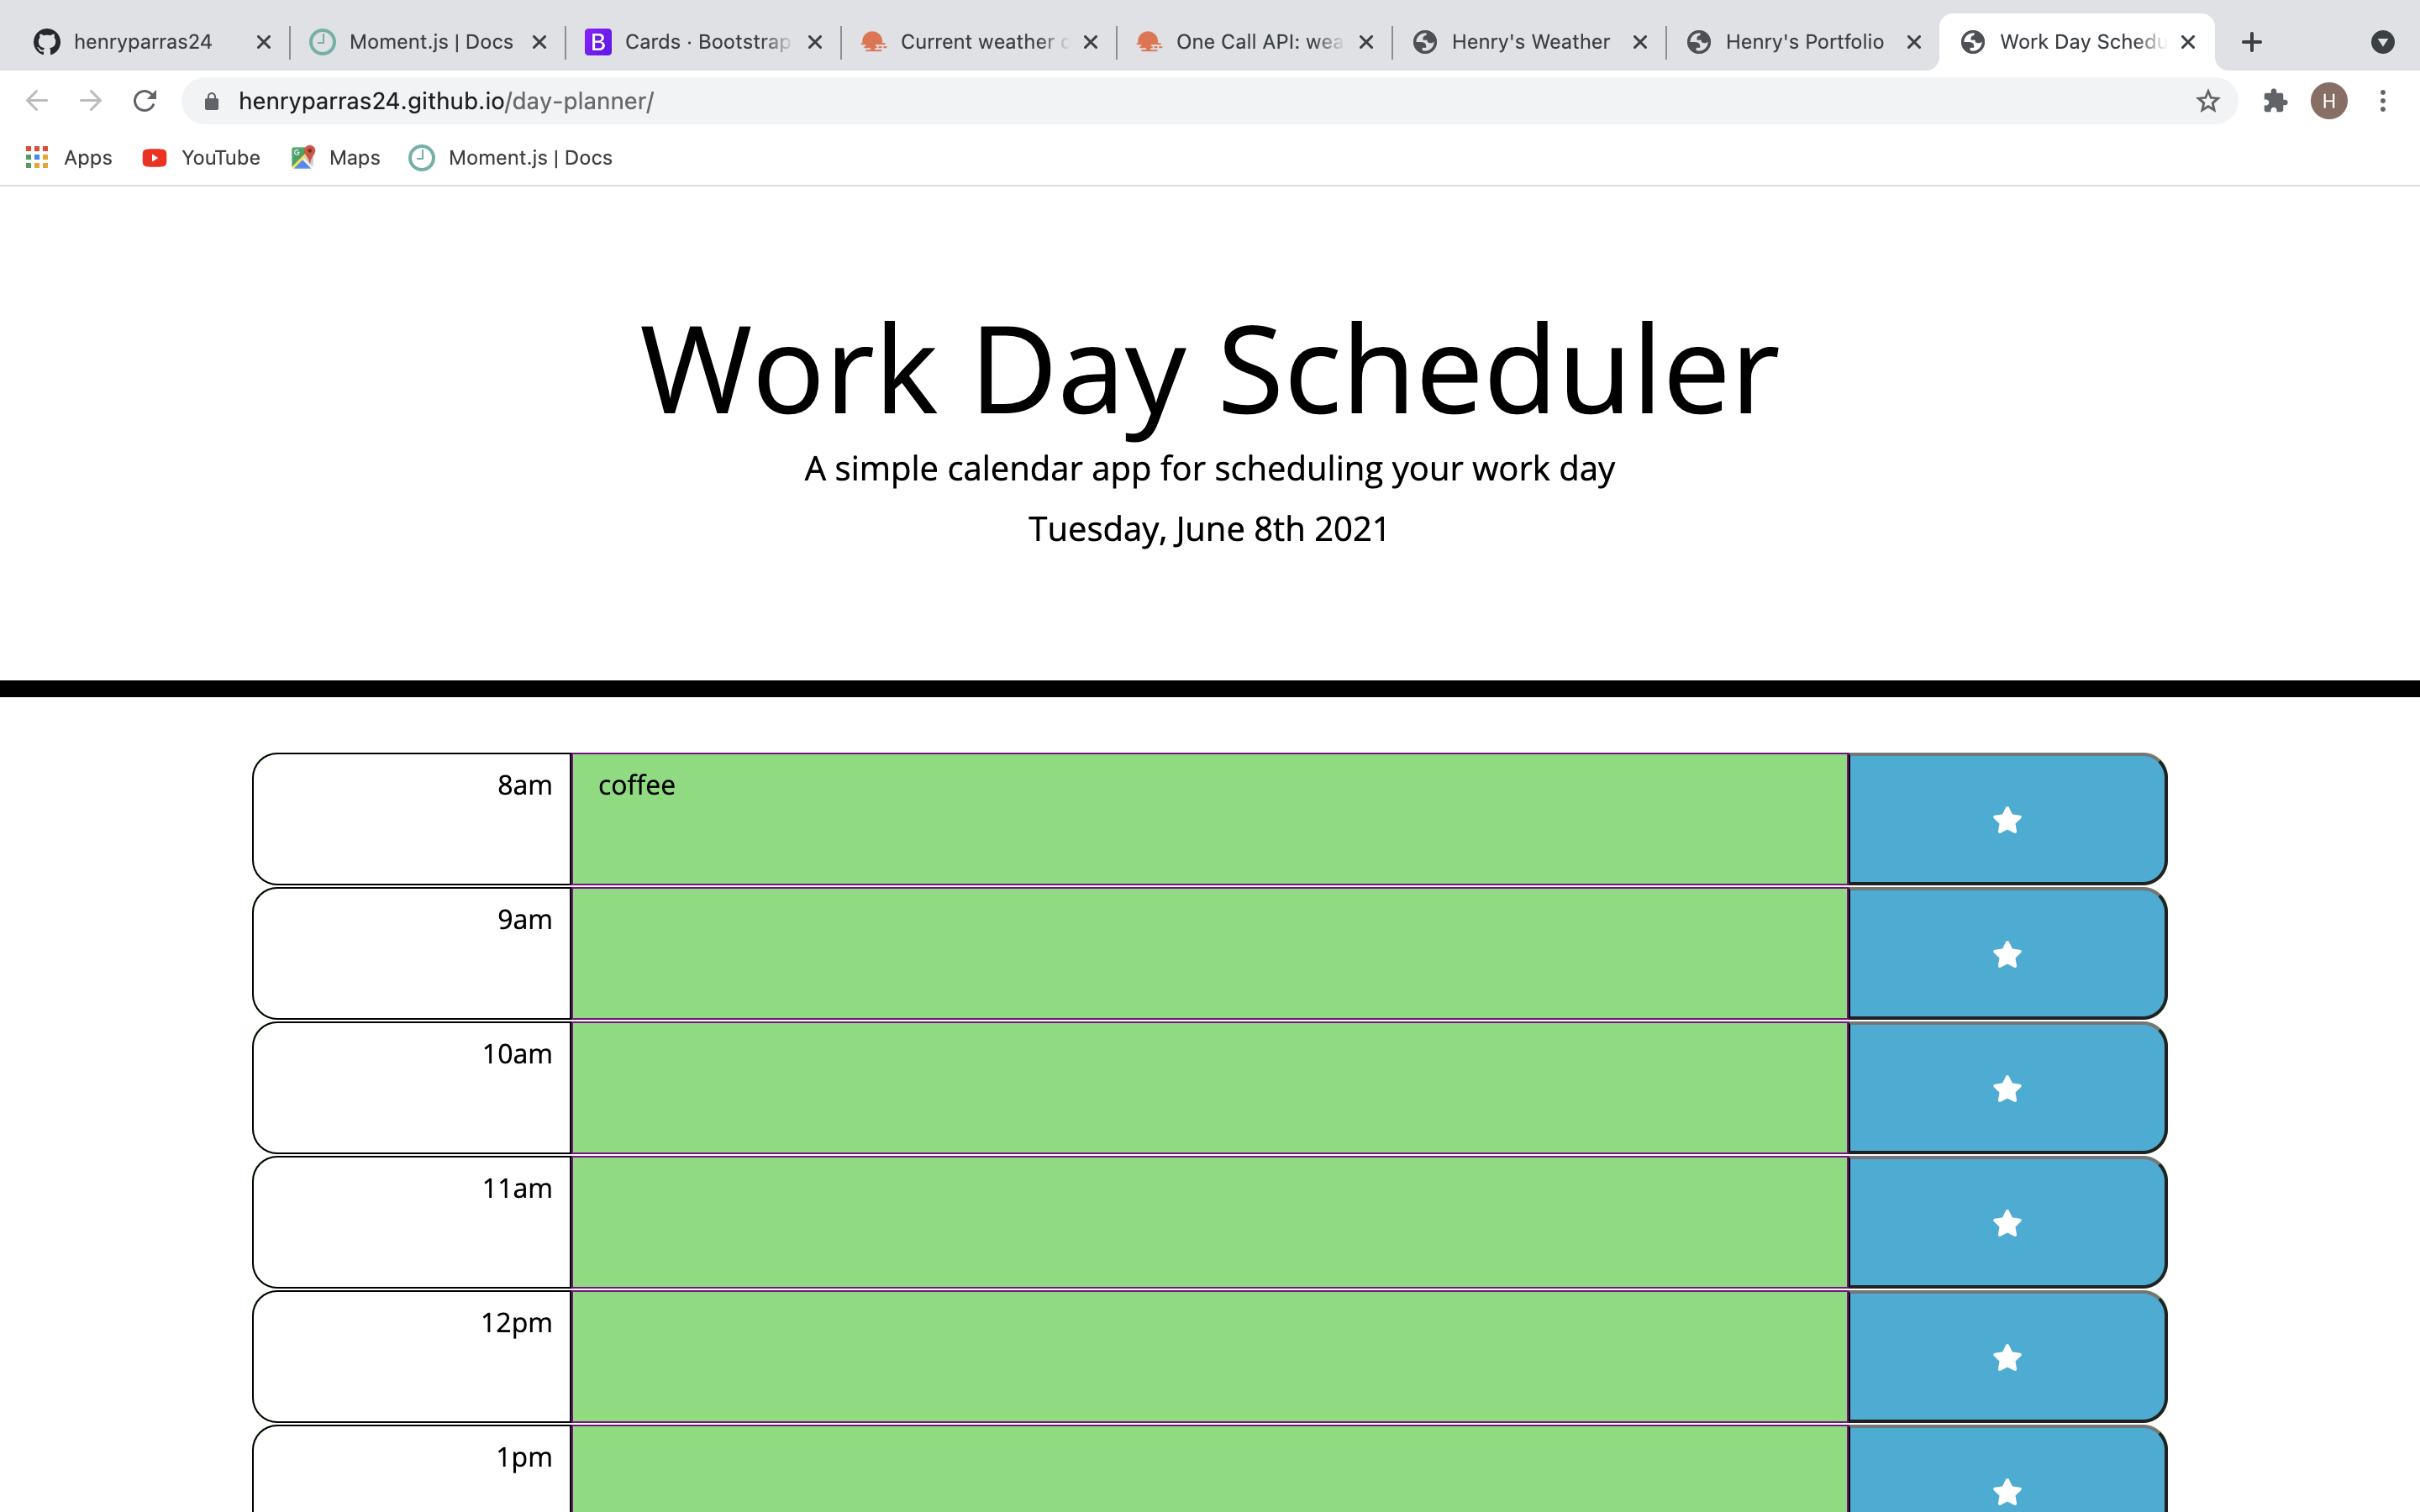 henryparras24
Moment.js | Docs
Cards · Bootstrap
Current weather
One Call API: wea
Henry's Weather
Henry's Portfolio
Work Day Schedu
henryparras24.github.io/day-planner/
H
Apps
YouTube
Maps
Moment.js | Docs
Work Day Scheduler
A simple calendar app for scheduling your work day
Tuesday, June 8th 2021
8am
coffee
9am
10am
11am
12pm
1pm